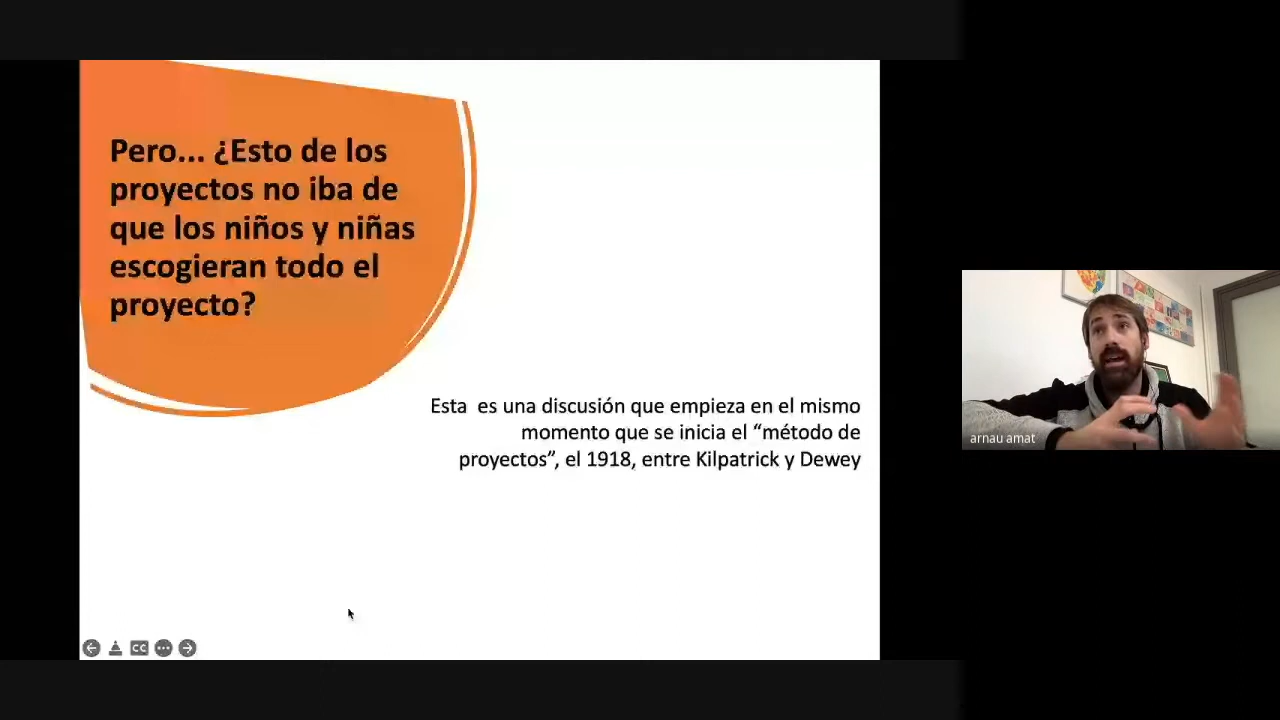 Pero... ¿Esto de los
proyectos no iba de
que los niños y niñas
escogieran todo el
proyecto?
Esta es una discusión que empieza en el mismo
momento que se inicia el “método de
proyectos”, el 1918, entre Kilpatrick y Dewey
CC
arnau amat